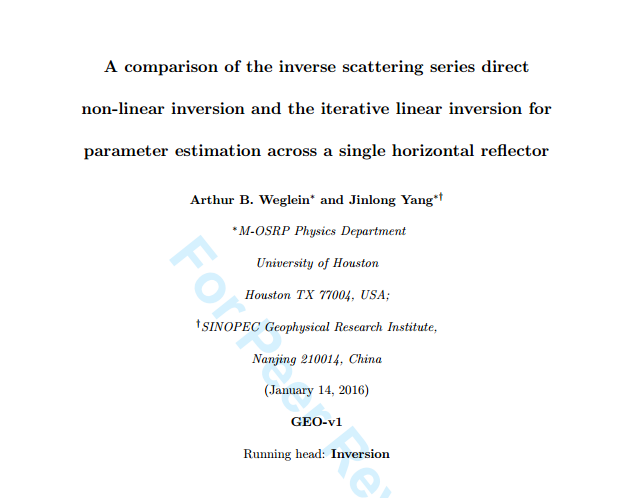 A comparison of the inverse scattering series direct
non-linear inversion and the iterative linear inversion for
parameter estimation across a single horizontal reflector
Arthur B. Weglein* and Jinlong Yang*†
*M-OSRP Physics Department
University of Houston
Houston TX 77004, USA;
†SINOPEC Geophysical Research Institute,
Nanjing 210014, China
(January 14, 2016)
GEO-v1
Running head: Inversion
For Peer